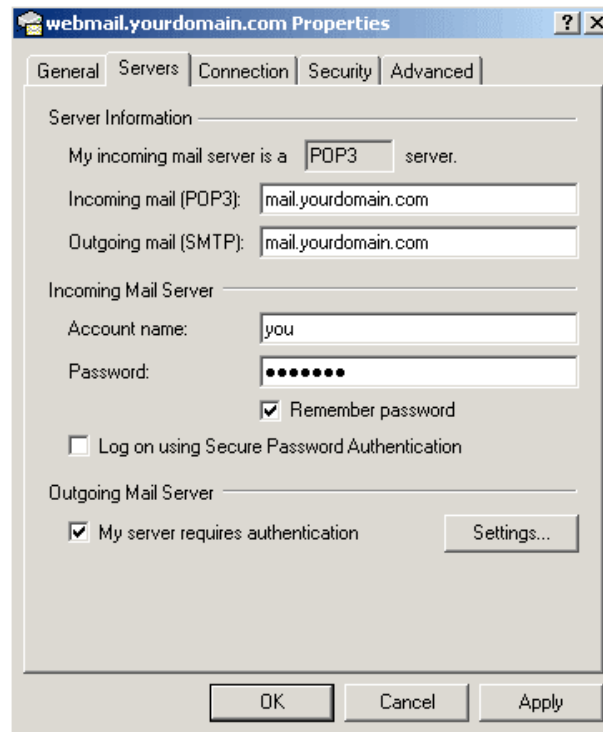 webmail.yourdomain.com Properties
General Servers Connection Security Advanced
Server Information
My incoming mail server is a POP3 server.
Incoming mail (POP3): mail.yourdomain.com
Outgoing mail (SMTP): mail.yourdomain.com
Incoming Mail Server
Account name: you
Password: ●●●●●●●
Remember password
Log on using Secure Password Authentication
Outgoing Mail Server
My server requires authentication Settings...
OK Cancel Apply